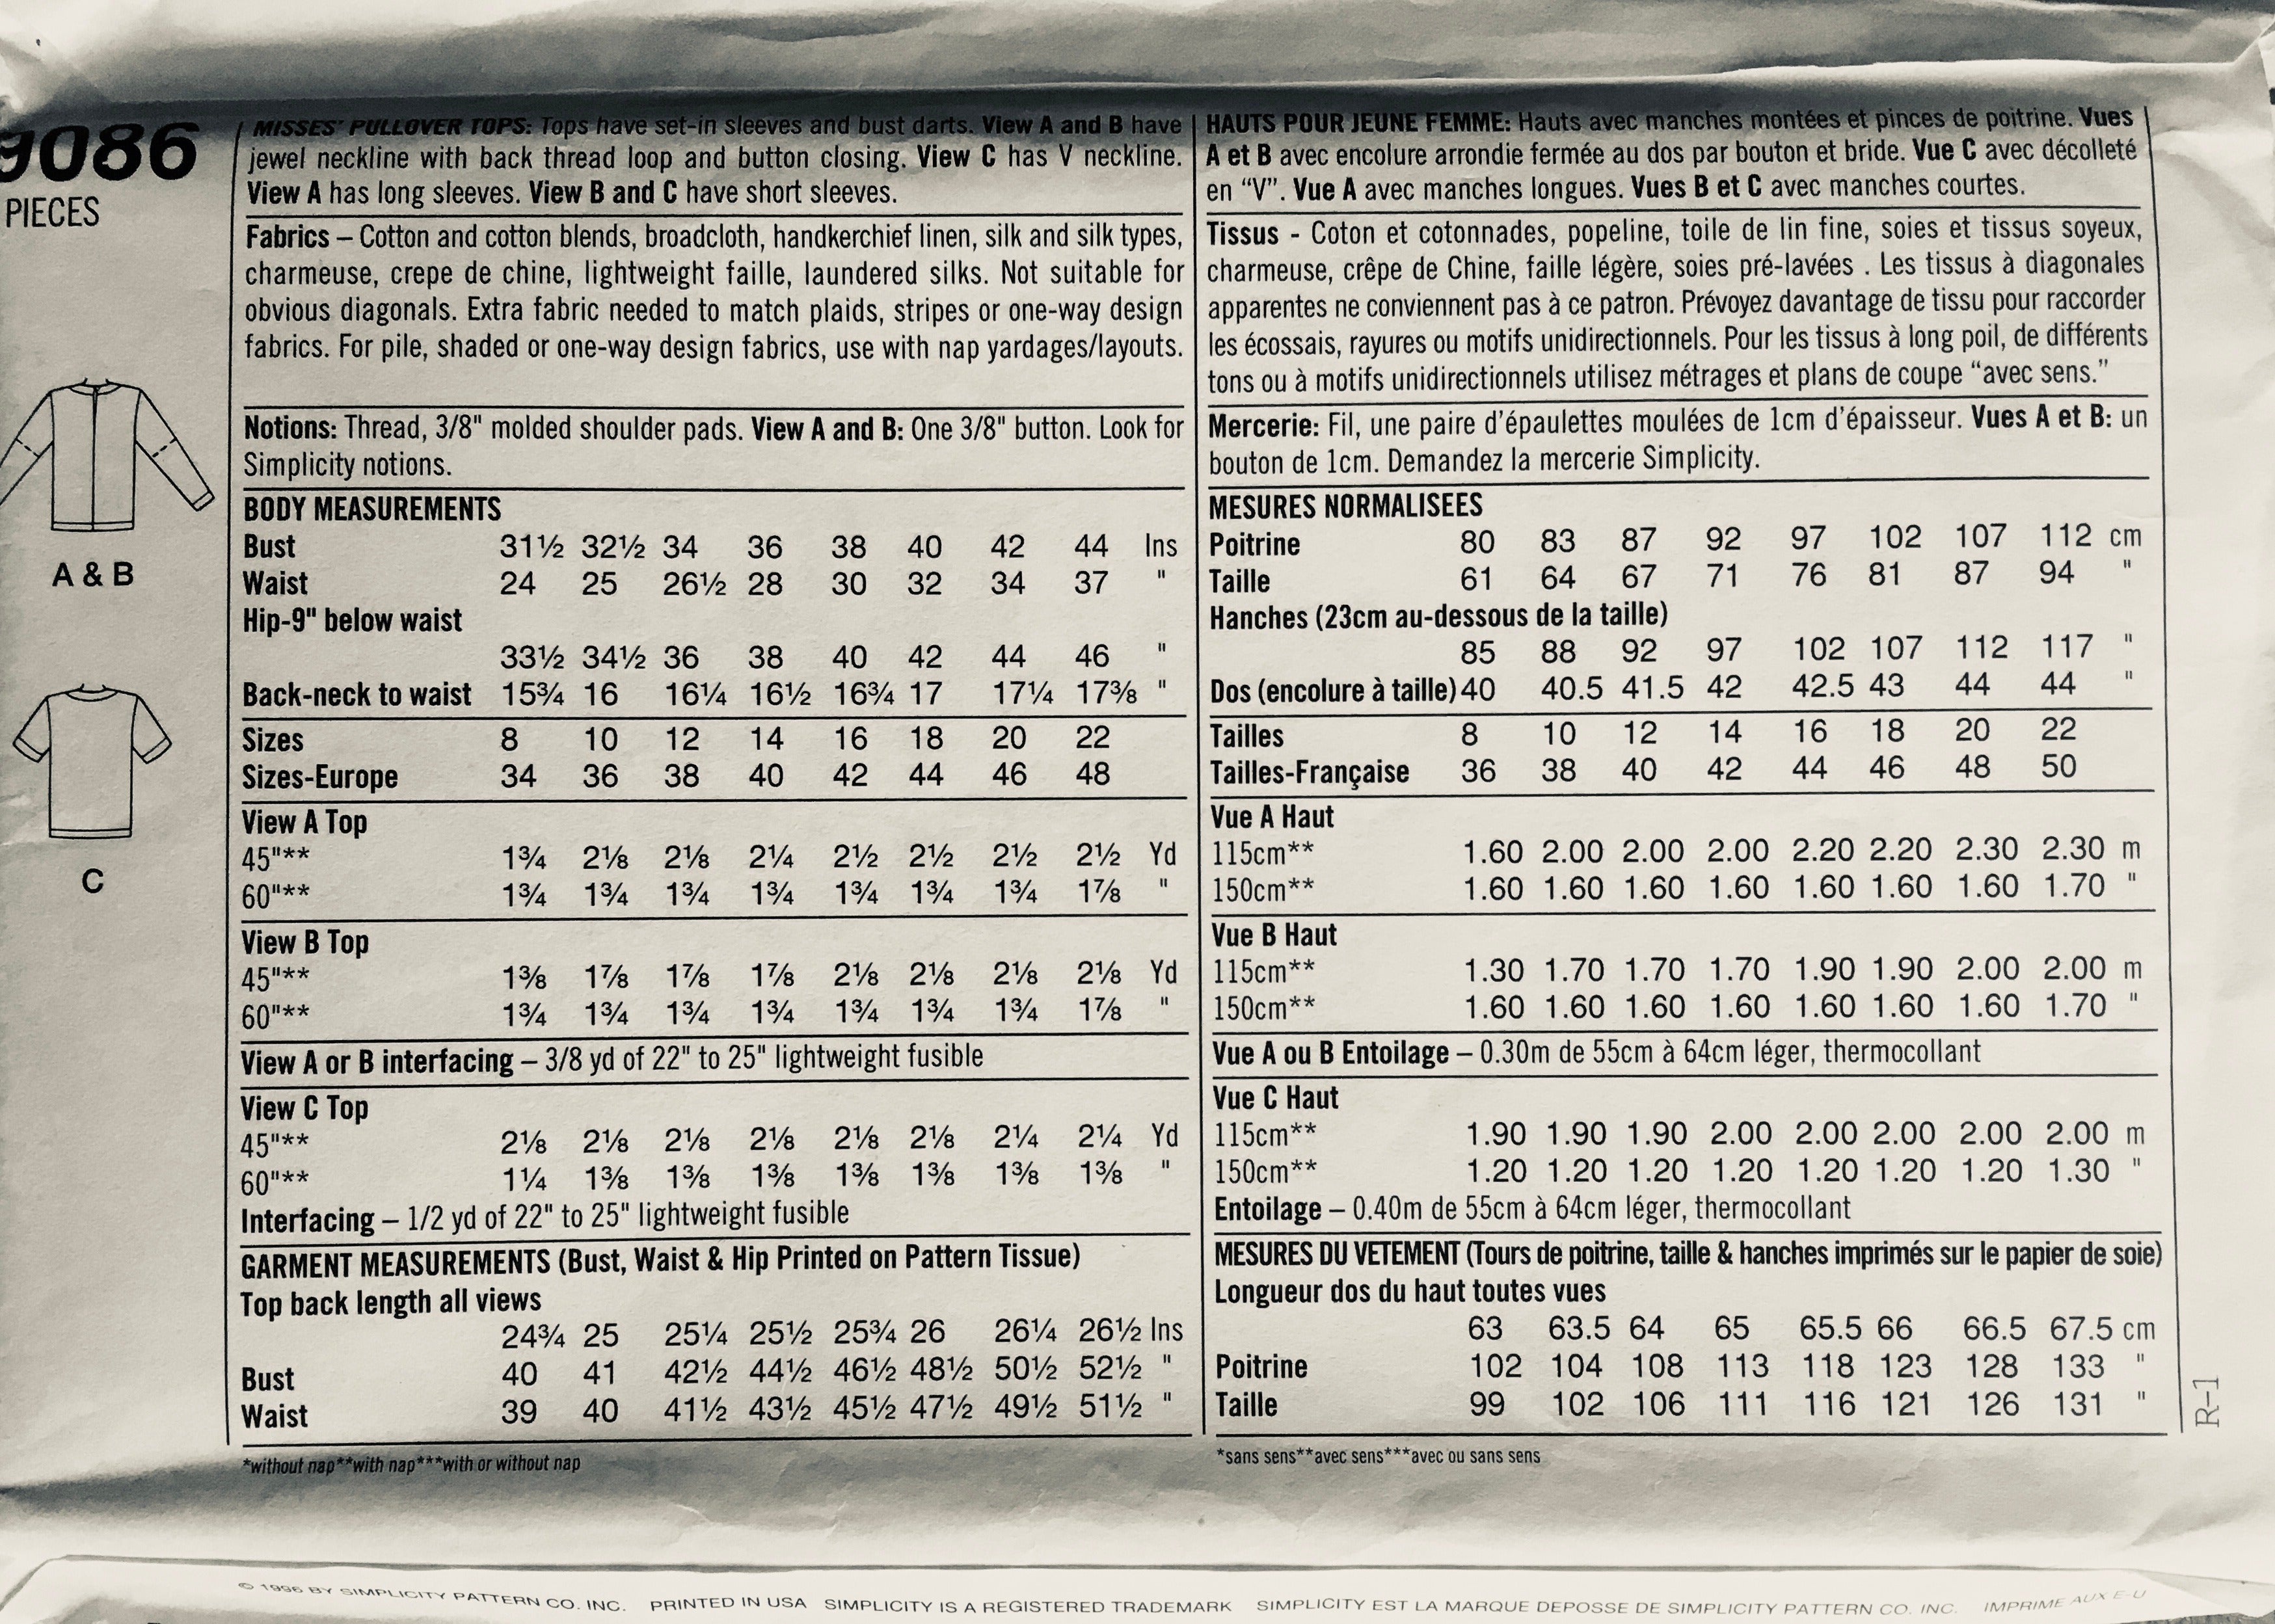 9086
PIECES
A & B
C
MISSES' PULLOVER TOPS: Tops have set-in sleeves and bust darts. View A and B have
jewel neckline with back thread loop and button closing. View C has V neckline.
View A has long sleeves. View B and C have short sleeves.
Fabrics – Cotton and cotton blends, broadcloth, handkerchief linen, silk and silk types,
charmeuse, crepe de chine, lightweight faille, laundered silks. Not suitable for
obvious diagonals. Extra fabric needed to match plaids, stripes or one-way design
fabrics. For pile, shaded or one-way design fabrics, use with nap yardages/layouts.
Notions: Thread, 3/8" molded shoulder pads. View A and B: One 3/8" button. Look for
Simplicity notions.
BODY MEASUREMENTS
Bust 31½ 32½ 34 36 38 40 42 44 Ins
Waist 24 25 26½ 28 30 32 34 37 "
Hip-9" below waist
33½ 34½ 36 38 40 42 44 46 "
Back-neck to waist 15¾ 16 16¼ 16½ 16¾ 17 17¼ 17⅜ "
Sizes 8 10 12 14 16 18 20 22
Sizes-Europe 34 36 38 40 42 44 46 48
View A Top
45"** 1¾ 2⅛ 2⅛ 2¼ 2½ 2½ 2½ 2½ Yd
60"** 1¾ 1¾ 1¾ 1¾ 1¾ 1¾ 1¾ 1⅞ "
View B Top
45"** 1⅜ 1⅞ 1⅞ 1⅞ 2⅛ 2⅛ 2⅛ 2⅛ Yd
60"** 1¾ 1¾ 1¾ 1¾ 1¾ 1¾ 1¾ 1⅞ "
View A or B interfacing – 3/8 yd of 22" to 25" lightweight fusible
View C Top
45"** 2⅛ 2⅛ 2⅛ 2⅛ 2⅛ 2⅛ 2¼ 2¼ Yd
60"** 1¼ 1⅜ 1⅜ 1⅜ 1⅜ 1⅜ 1⅜ 1⅜ "
Interfacing – 1/2 yd of 22" to 25" lightweight fusible
GARMENT MEASUREMENTS (Bust, Waist & Hip Printed on Pattern Tissue)
Top back length all views
24¾ 25 25¼ 25½ 25¾ 26 26¼ 26½ Ins
Bust 40 41 42½ 44½ 46½ 48½ 50½ 52½ "
Waist 39 40 41½ 43½ 45½ 47½ 49½ 51½ "
*without nap**with nap***with or without nap
HAUTS POUR JEUNE FEMME: Hauts avec manches montées et pinces de poitrine. Vues
A et B avec encolure arrondie fermée au dos par bouton et bride. Vue C avec décolleté
en “V”. Vue A avec manches longues. Vues B et C avec manches courtes.
Tissus - Coton et cotonnades, popeline, toile de lin fine, soies et tissus soyeux,
charmeuse, crêpe de Chine, faille légère, soies pré-lavées . Les tissus à diagonales
apparentes ne conviennent pas à ce patron. Prévoyez davantage de tissu pour raccorder
les écossais, rayures ou motifs unidirectionnels. Pour les tissus à long poil, de différents
tons ou à motifs unidirectionnels utilisez métrages et plans de coupe “avec sens.”
Mercerie: Fil, une paire d'épaulettes moulées de 1cm d'épaisseur. Vues A et B: un
bouton de 1cm. Demandez la mercerie Simplicity.
MESURES NORMALISEES
Poitrine 80 83 87 92 97 102 107 112 cm
Taille 61 64 67 71 76 81 87 94 "
Hanches (23cm au-dessous de la taille)
85 88 92 97 102 107 112 117 "
Dos (encolure à taille) 40 40.5 41.5 42 42.5 43 44 44 "
Tailles 8 10 12 14 16 18 20 22
Tailles-Française 36 38 40 42 44 46 48 50
Vue A Haut
115cm** 1.60 2.00 2.00 2.00 2.20 2.20 2.30 2.30 m
150cm** 1.60 1.60 1.60 1.60 1.60 1.60 1.60 1.70 "
Vue B Haut
115cm** 1.30 1.70 1.70 1.70 1.90 1.90 2.00 2.00 m
150cm** 1.60 1.60 1.60 1.60 1.60 1.60 1.60 1.70 "
Vue A ou B Entoilage – 0.30m de 55cm à 64cm léger, thermocollant
Vue C Haut
115cm** 1.90 1.90 1.90 2.00 2.00 2.00 2.00 2.00 m
150cm** 1.20 1.20 1.20 1.20 1.20 1.20 1.20 1.30 "
Entoilage – 0.40m de 55cm à 64cm léger, thermocollant
MESURES DU VETEMENT (Tours de poitrine, taille & hanches imprimés sur le papier de soie)
Longueur dos du haut toutes vues
63 63.5 64 65 65.5 66 66.5 67.5 cm
Poitrine 102 104 108 113 118 123 128 133 "
Taille 99 102 106 111 116 121 126 131 "
*sans sens**avec sens***avec ou sans sens
R-1
© 1996 BY SIMPLICITY PATTERN CO. INC. PRINTED IN USA SIMPLICITY IS A REGISTERED TRADEMARK SIMPLICITY EST LA MARQUE DEPOSSE DE SIMPLICITY PATTERN CO. INC. IMPRIME AUX E-U